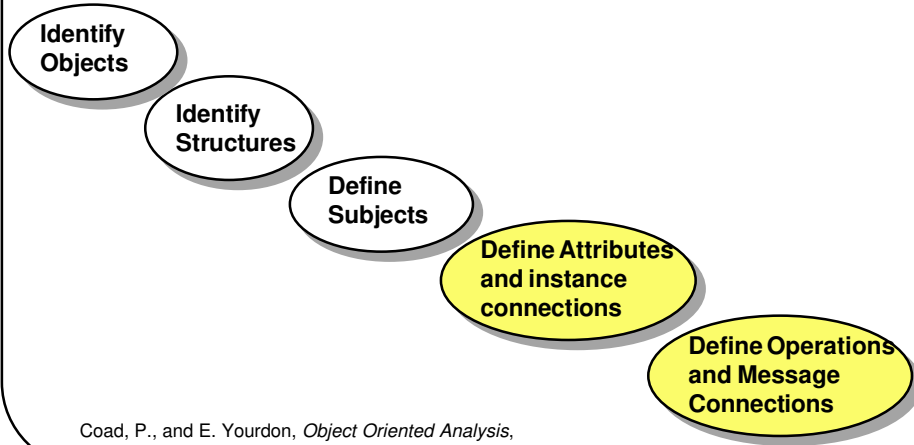 Identify
Objects
Identify
Structures
Define
Subjects
Define Attributes
and instance
connections
Define Operations
and Message
Connections
Coad, P., and E. Yourdon, Object Oriented Analysis,